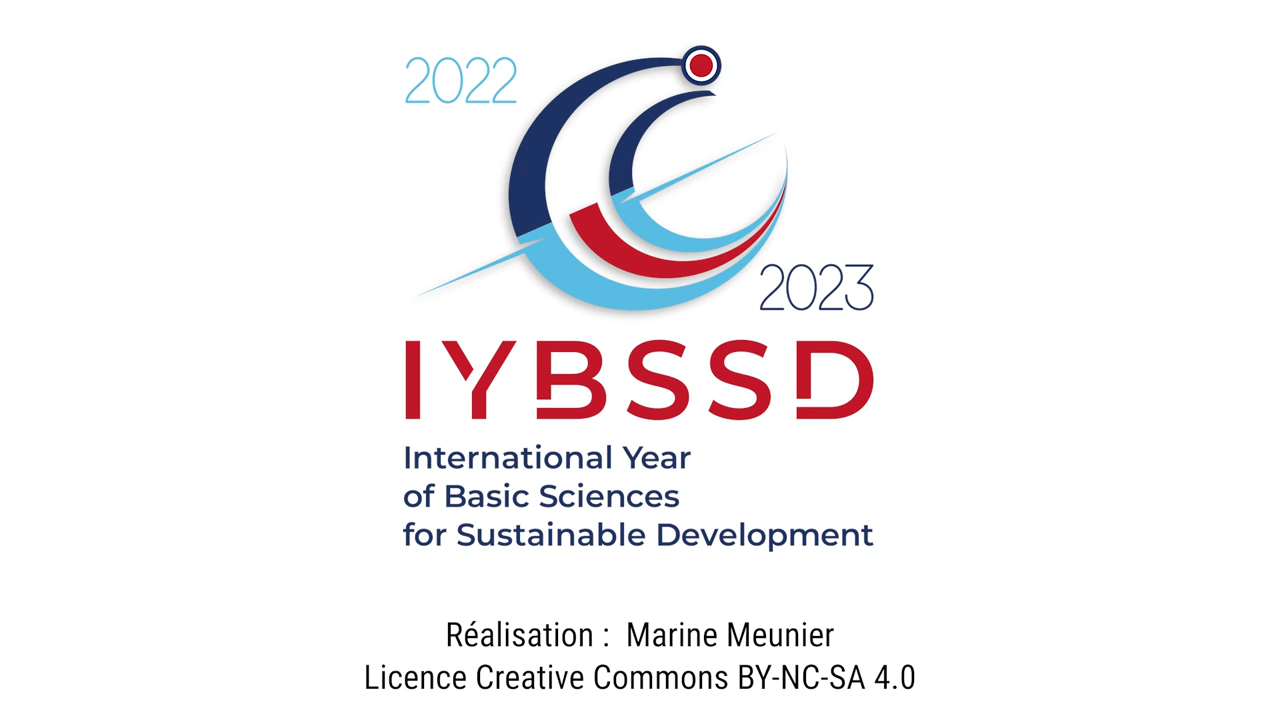 2022
2023
IYBSSD
International Year
of Basic Sciences
for Sustainable Development
Réalisation : Marine Meunier
Licence Creative Commons BY-NC-SA 4.0